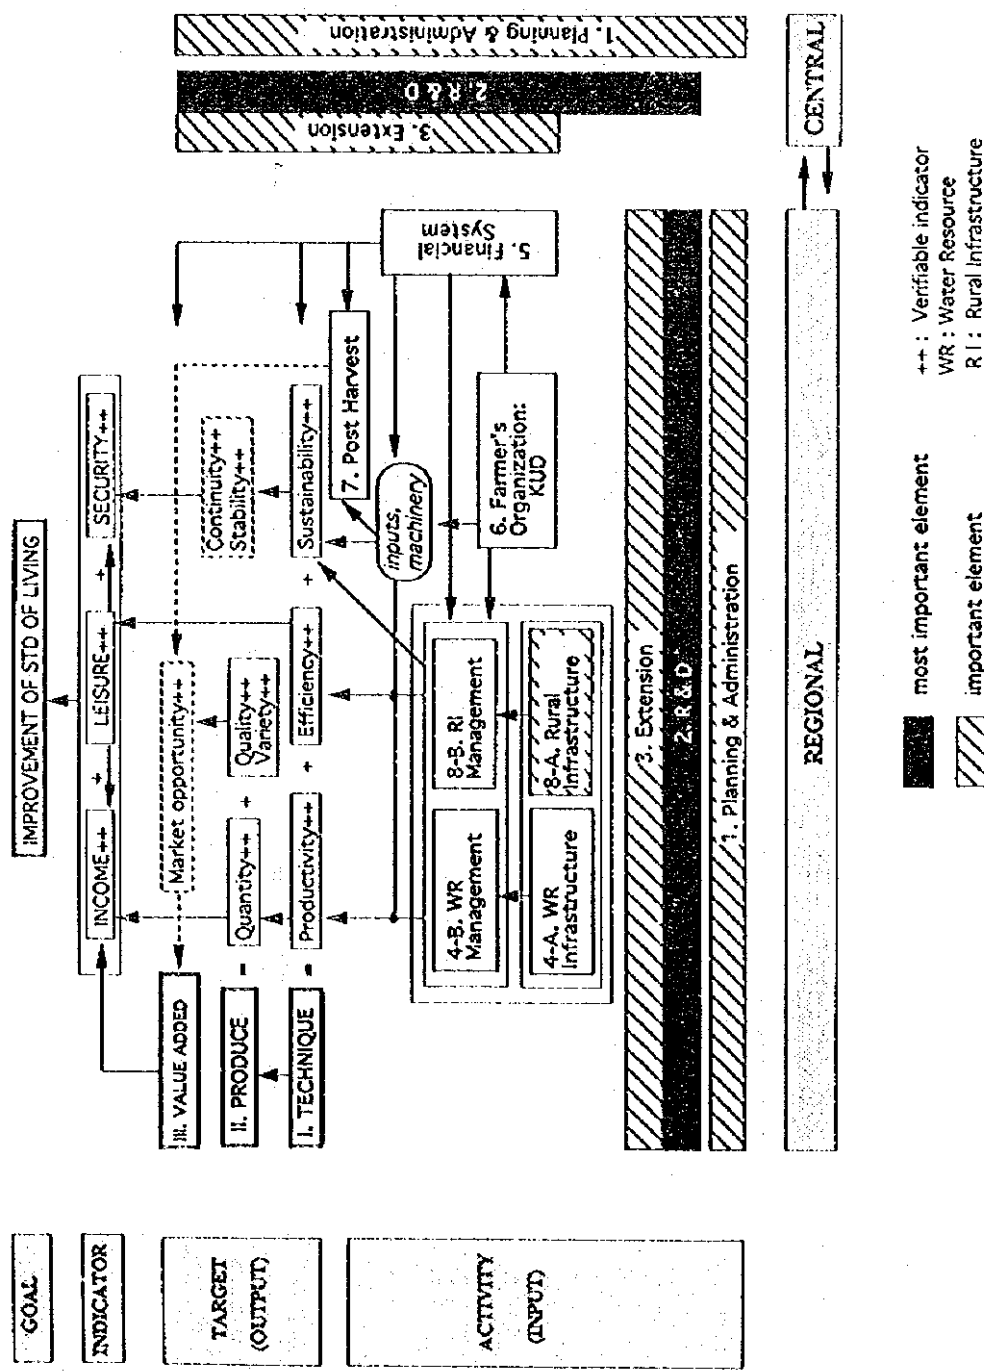 GOAL
IMPROVEMENT OF STD OF LIVING
INDICATOR
INCOME++
+
LEISURE++
+
SECURITY++
TARGET
(OUTPUT)
III. VALUE ADDED
Market opportunity++
Continuity++
Stability++
II. PRODUCE
=
Quantity++
+
Quality++
Variety++
I. TECHNIQUE
=
Productivity++
+
Efficiency++
+
Sustainability++
ACTIVITY
(INPUT)
7. Post Harvest
inputs,
machinery
5. Financial
System
4-B. WR
Management
8-B. RI
Management
6. Farmer's
Organization:
KUD
4-A. WR
Infrastructure
8-A. Rural
Infrastructure
3. Extension
2. R & D
1. Planning & Administration
3. Extension
2. R & D
1. Planning & Administration
REGIONAL
CENTRAL
most important element
important element
++ : Verifiable indicator
WR : Water Resource
R I : Rural Infrastructure